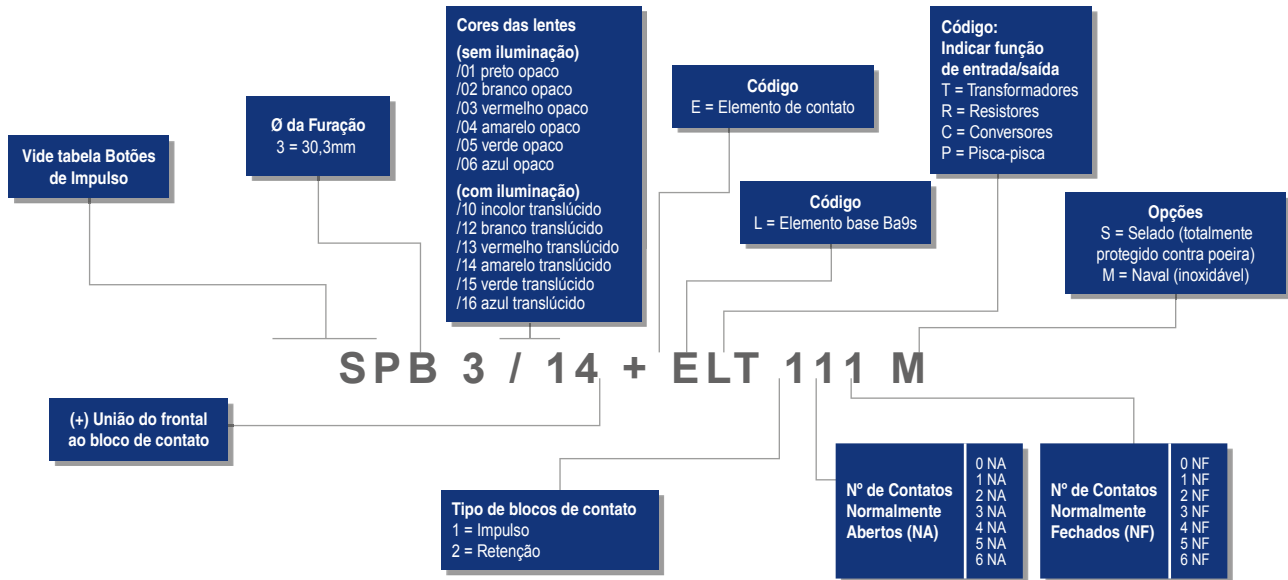 Cores das lentes
(sem iluminação)
/01 preto opaco
/02 branco opaco
/03 vermelho opaco
/04 amarelo opaco
/05 verde opaco
/06 azul opaco
(com iluminação)
/10 incolor translúcido
/12 branco translúcido
/13 vermelho translúcido
/14 amarelo translúcido
/15 verde translúcido
/16 azul translúcido
Código:
Indicar função
de entrada/saída
T = Transformadores
R = Resistores
C = Conversores
P = Pisca-pisca
Código
E = Elemento de contato
Ø da Furação
3 = 30,3mm
Vide tabela Botões
de Impulso
Código
L = Elemento base Ba9s
Opções
S = Selado (totalmente
protegido contra poeira)
M = Naval (inoxidável)
SPB 3 / 14 + ELT 111 M
(+) União do frontal
ao bloco de contato
Tipo de blocos de contato
1 = Impulso
2 = Retenção
Nº de Contatos
Normalmente
Abertos (NA)
0 NA
1 NA
2 NA
3 NA
4 NA
5 NA
6 NA
Nº de Contatos
Normalmente
Fechados (NF)
0 NF
1 NF
2 NF
3 NF
4 NF
5 NF
6 NF